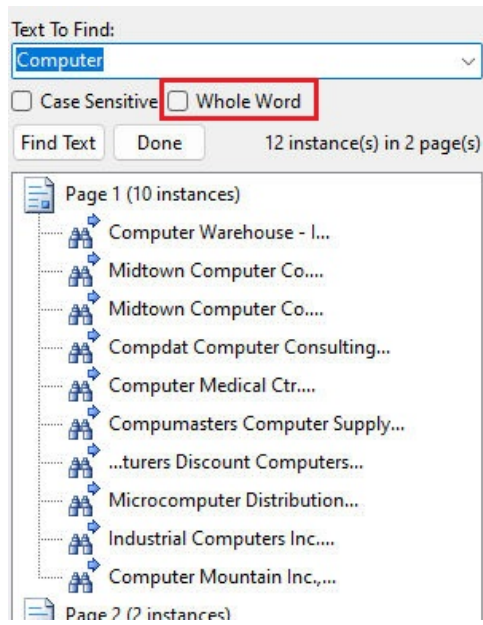 Text To Find:
Computer
Case Sensitive Whole Word
Find Text Done 12 instance(s) in 2 page(s)
Page 1 (10 instances)
Computer Warehouse - I...
Midtown Computer Co....
Midtown Computer Co....
Compdat Computer Consulting...
Computer Medical Ctr....
Compumasters Computer Supply...
...turers Discount Computers...
Microcomputer Distribution...
Industrial Computers Inc....
Computer Mountain Inc.,...
Page 2 (2 instances)